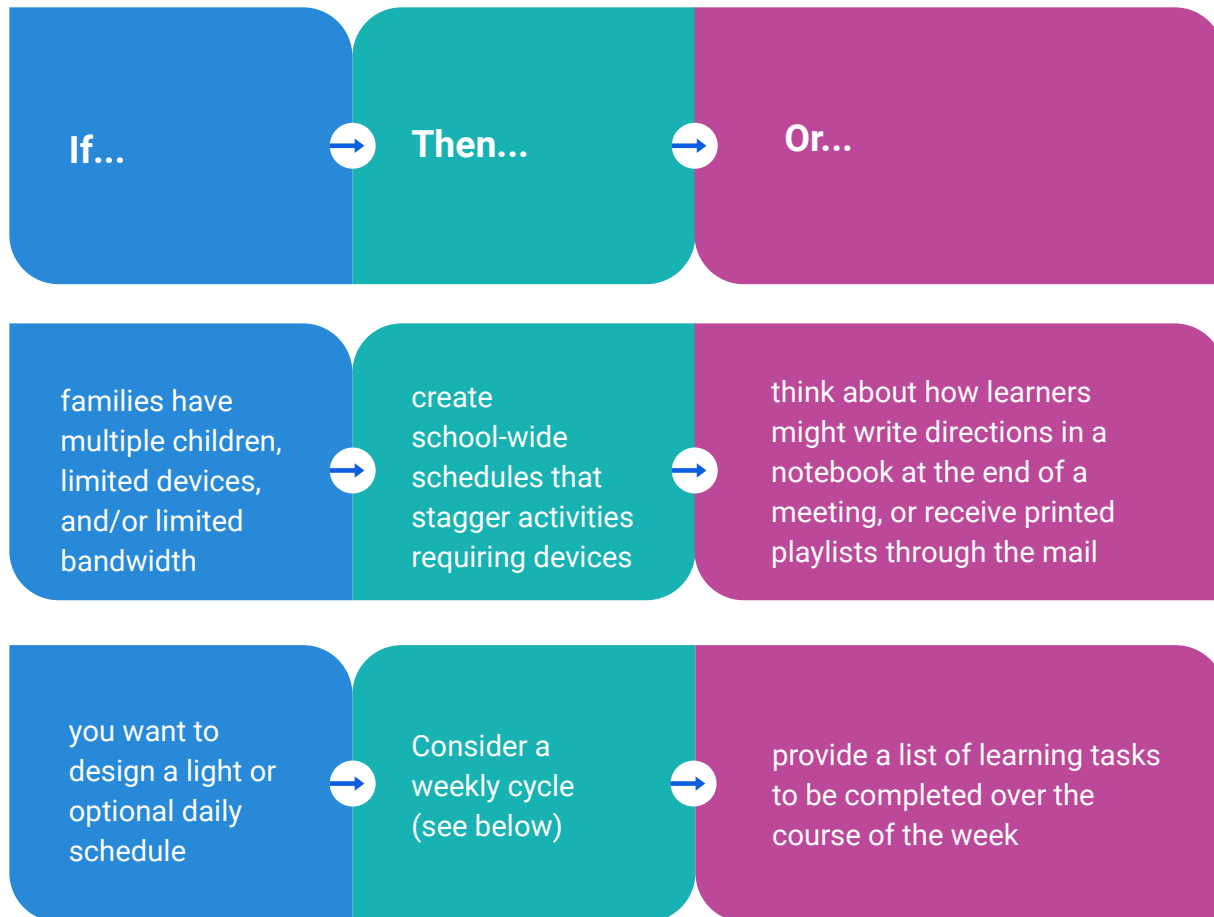 If...
Then...
Or...
families have
multiple children,
limited devices,
and/or limited
bandwidth
create
school-wide
schedules that
stagger activities
requiring devices
think about how learners
might write directions in a
notebook at the end of a
meeting, or receive printed
playlists through the mail
you want to
design a light or
optional daily
schedule
Consider a
weekly cycle
(see below)
provide a list of learning tasks
to be completed over the
course of the week